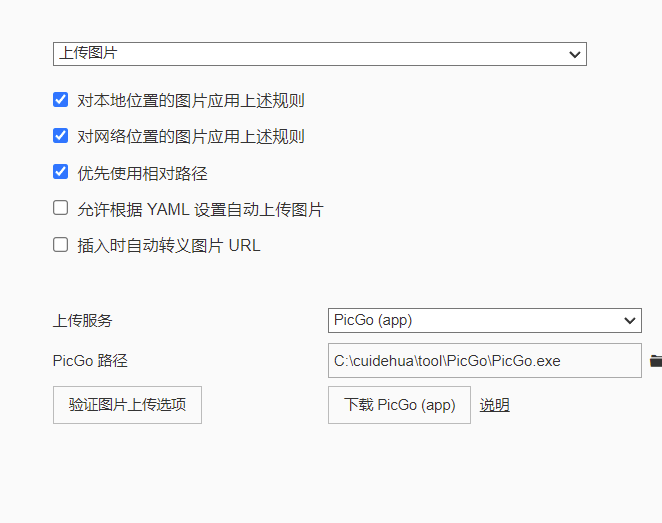 上传图片
对本地位置的图片应用上述规则
对网络位置的图片应用上述规则
优先使用相对路径
允许根据 YAML 设置自动上传图片
插入时自动转义图片 URL
上传服务 PicGo (app)
PicGo 路径 C:\cuidehua\tool\PicGo\PicGo.exe
验证图片上传选项 下载 PicGo (app) 说明